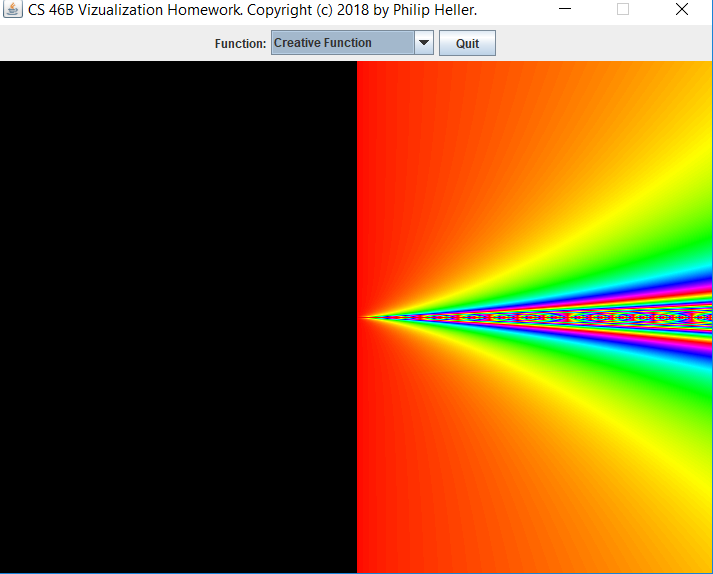 CS 46B Vizualization Homework. Copyright (c) 2018 by Philip Heller.
Function: Creative Function Quit